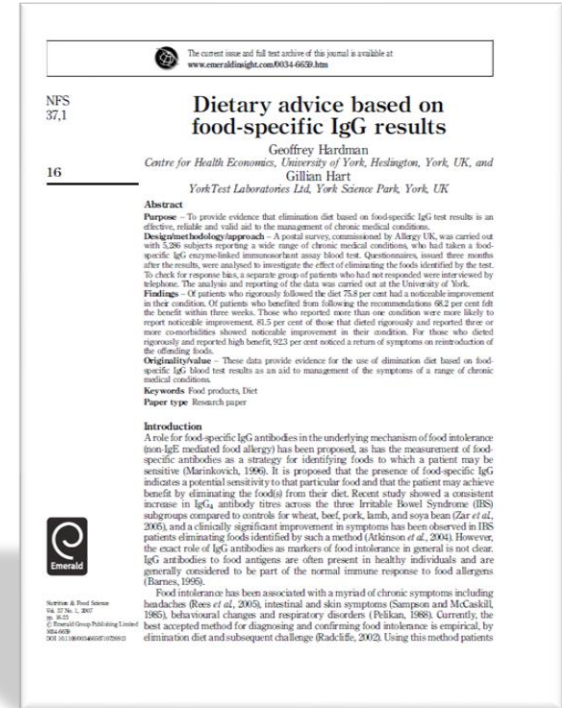 The current issue and full text archive of this journal is available at
www.emeraldinsight.com/0034-6659.htm
NFS
37,1
16
Dietary advice based on
food-specific IgG results
Geoffrey Hardman
Centre for Health Economics, University of York, Heslington, York, UK, and
Gillian Hart
YorkTest Laboratories Ltd, York Science Park, York, UK
Abstract
Purpose – To provide evidence that elimination diet based on food-specific IgG test results is an
effective, reliable and valid aid to the management of chronic medical conditions.
Design/methodology/approach – A postal survey, commissioned by Allergy UK, was carried out
with 5,286 subjects reporting a wide range of chronic medical conditions, who had taken a food-
specific IgG enzyme-linked immunosorbant assay blood test. Questionnaires, issued three months
after the results, were analysed to investigate the effect of eliminating the foods identified by the test.
To check for response bias, a separate group of patients who had not responded were interviewed by
telephone. The analysis and reporting of the data was carried out at the University of York.
Findings – Of patients who rigorously followed the diet 75.8 per cent had a noticeable improvement
in their condition. Of patients who benefited from following the recommendations 68.2 per cent felt
the benefit within three weeks. Those who reported more than one condition were more likely to
report noticeable improvement. 81.5 per cent of those that dieted rigorously and reported three or
more co-morbidities showed noticeable improvement in their condition. For those who dieted
rigorously and reported high benefit, 92.3 per cent noticed a return of symptoms on reintroduction of
the offending foods.
Originality/value – These data provide evidence for the use of elimination diet based on food-
specific IgG blood test results as an aid to management of the symptoms of a range of chronic
medical conditions.
Keywords Food products, Diet
Paper type Research paper
Introduction
A role for food-specific IgG antibodies in the underlying mechanism of food intolerance
(non-IgE mediated food allergy) has been proposed, as has the measurement of food-
specific antibodies as a strategy for identifying foods to which a patient may be
sensitive (Marinkovich, 1996). It is proposed that the presence of food-specific IgG
indicates a potential sensitivity to that particular food and that the patient may achieve
benefit by eliminating the food(s) from their diet. Recent study showed a consistent
increase in IgG4 antibody titres across the three Irritable Bowel Syndrome (IBS)
subgroups compared to controls for wheat, beef, pork, lamb, and soya bean (Zar et al.,
2005), and a clinically significant improvement in symptoms has been observed in IBS
patients eliminating foods identified by such a method (Atkinson et al., 2004). However,
the exact role of IgG antibodies as markers of food intolerance in general is not clear.
IgG antibodies to food antigens are often present in healthy individuals and are
generally considered to be part of the normal immune response to food allergens
(Barnes, 1995).
Food intolerance has been associated with a myriad of chronic symptoms including
headaches (Rees et al., 2005), intestinal and skin symptoms (Sampson and McCaskill,
1985), behavioural changes and respiratory disorders (Pelikan, 1988). Currently, the
best accepted method for diagnosing and confirming food intolerance is empirical, by
elimination diet and subsequent challenge (Radcliffe, 2002). Using this method patients
Emerald
Nutrition & Food Science
Vol. 37 No. 1, 2007
pp. 16-23
© Emerald Group Publishing Limited
0034-6659